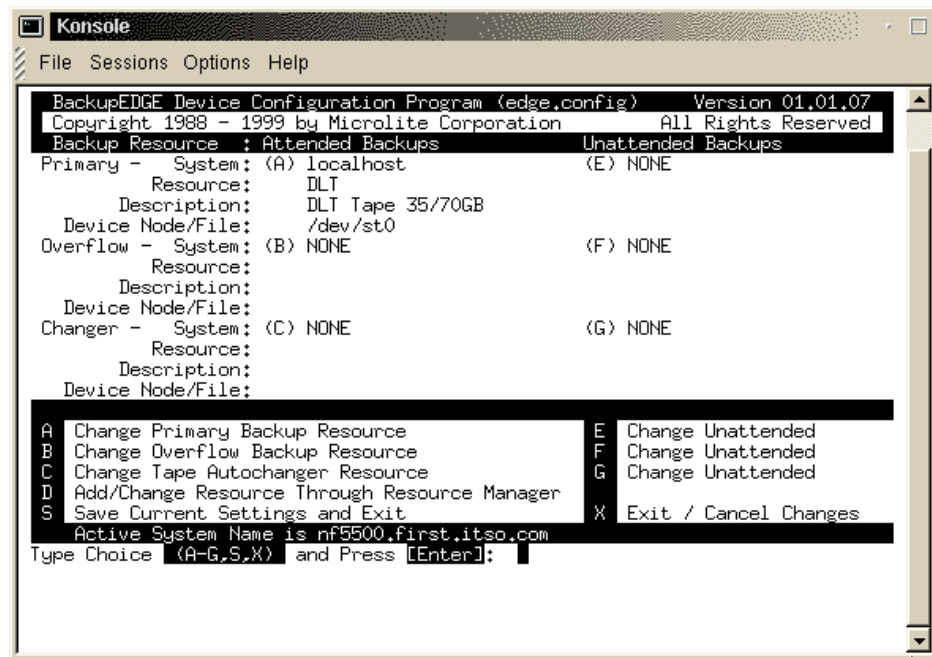 Konsole
File Sessions Options Help
BackupEDGE Device Configuration Program (edge.config) Version 01.01.07
Copyright 1988 - 1999 by Microlite Corporation All Rights Reserved
Backup Resource : Attended Backups Unattended Backups
Primary - System: (A) localhost (E) NONE
Resource: DLT
Description: DLT Tape 35/70GB
Device Node/File: /dev/st0
Overflow - System: (B) NONE (F) NONE
Resource:
Description:
Device Node/File:
Changer - System: (C) NONE (G) NONE
Resource:
Description:
Device Node/File:
A Change Primary Backup Resource E Change Unattended
B Change Overflow Backup Resource F Change Unattended
C Change Tape Autochanger Resource G Change Unattended
D Add/Change Resource Through Resource Manager
S Save Current Settings and Exit X Exit / Cancel Changes
Active System Name is nf5500.first.itso.com
Type Choice (A-G,S,X) and Press [Enter]: